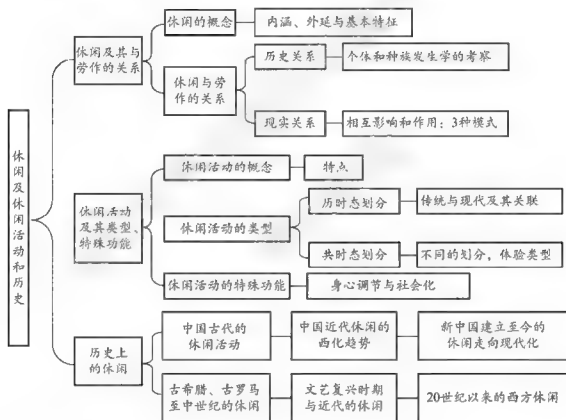 休闲及休闲活动和历史
休闲及其与
劳作的关系
休闲的概念
内涵、外延与基本特征
休闲与劳作
的关系
历史关系
个体和种族发生学的考察
现实关系
相互影响和作用：3种模式
休闲活动
及其类型、
特殊功能
休闲活动的概念
特点
休闲活动的类型
历时态划分
传统与现代及其关联
共时态划分
不同的划分，体验类型
休闲活动的特殊功能
身心调节与社会化
历史上
的休闲
中国古代的
休闲活动
中国近代休闲的
西化趋势
新中国建立至今的
休闲走向现代化
古希腊、古罗马
至中世纪的休闲
文艺复兴时期
与近代的休闲
20世纪以来的西方休闲